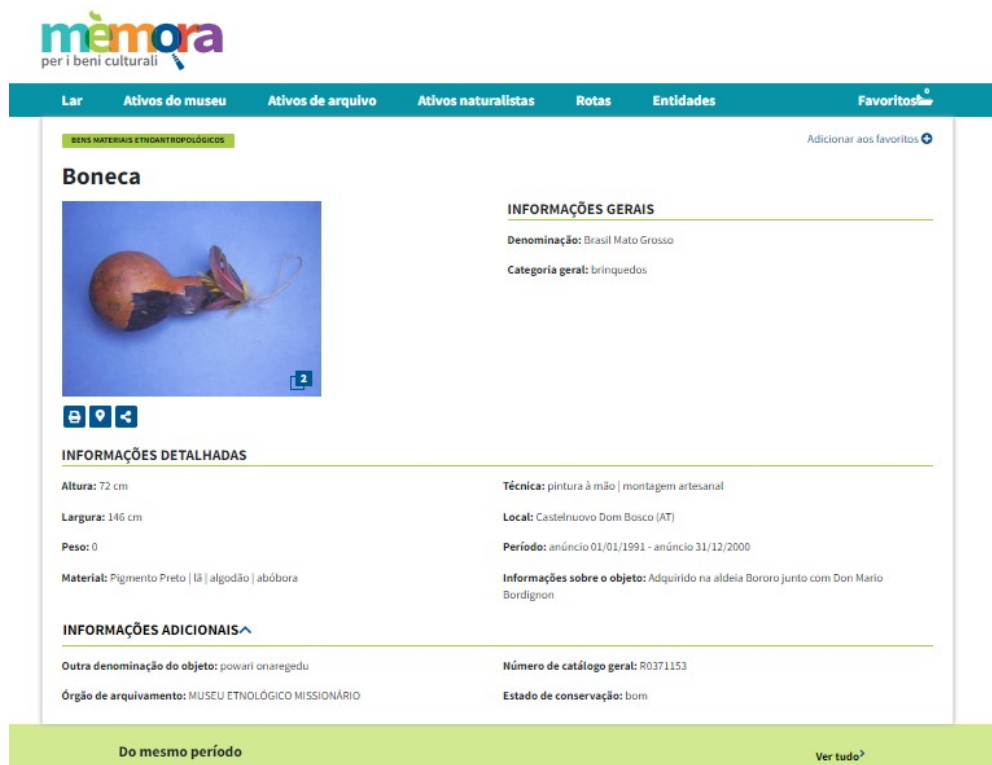 mèmora
per i beni culturali
Lar Ativos do museu Ativos de arquivo Ativos naturalistas Rotas Entidades Favoritos 0
BENS MATERIAIS ETNOANTROPOLÓGICOS
Adicionar aos favoritos
Boneca
INFORMAÇÕES GERAIS
Denominação: Brasil Mato Grosso
Categoria geral: brinquedos
2
INFORMAÇÕES DETALHADAS
Altura: 72 cm
Largura: 146 cm
Peso: 0
Material: Pigmento Preto | lã | algodão | abóbora
Técnica: pintura à mão | montagem artesanal
Local: Castelnuovo Dom Bosco (AT)
Período: anúncio 01/01/1991 - anúncio 31/12/2000
Informações sobre o objeto: Adquirido na aldeia Bororo junto com Don Mario
Bordignon
INFORMAÇÕES ADICIONAIS
Outra denominação do objeto: powari onaregedu
Órgão de arquivamento: MUSEU ETNOLÓGICO MISSIONÁRIO
Número de catálogo geral: R0371153
Estado de conservação: bom
Do mesmo período
Ver tudo